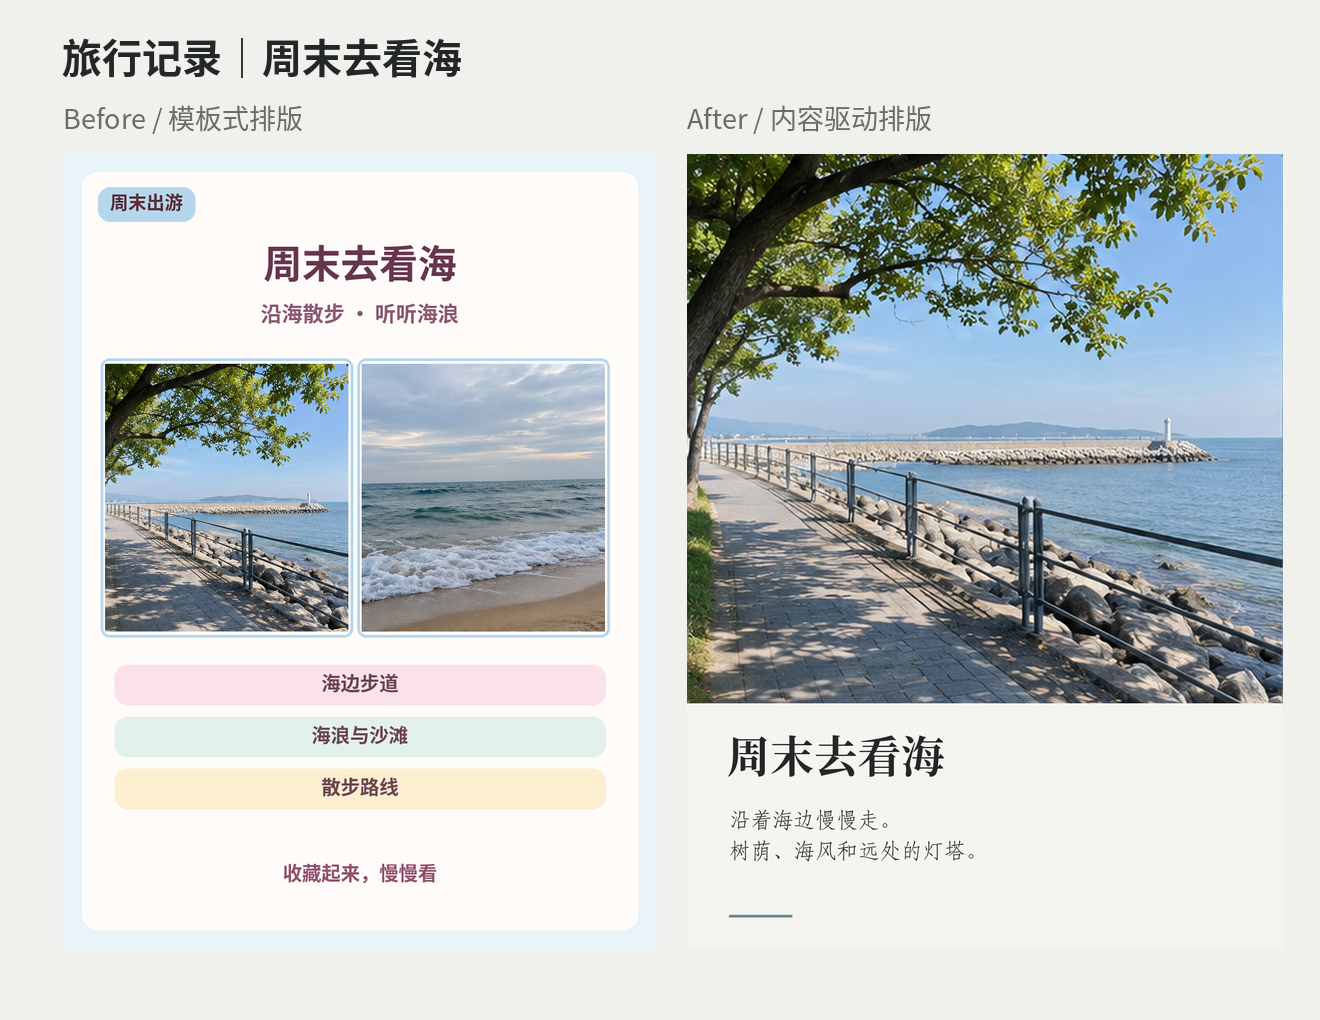 旅行记录｜周末去看海
Before / 模板式排版
周末出游
周末去看海
沿海散步 · 听听海浪
海边步道
海浪与沙滩
散步路线
收藏起来，慢慢看
After / 内容驱动排版
周末去看海
沿着海边慢慢走。
树荫、海风和远处的灯塔。